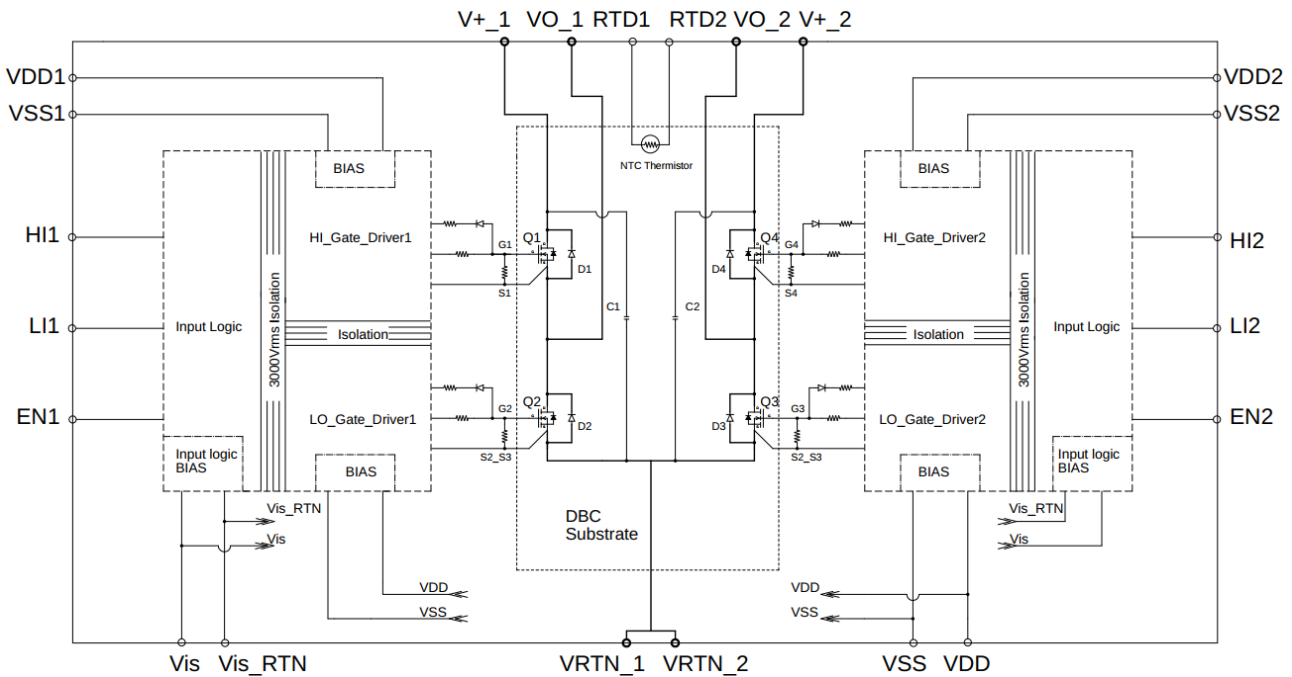 V+_1 VO_1 RTD1 RTD2 VO_2 V+_2
VDD1
VDD2
VSS1
VSS2
NTC Thermistor
BIAS
BIAS
HI1
HI_Gate_Driver1
G1
Q1
D1
S1
Q4
G4
D4
S4
HI_Gate_Driver2
HI2
3000Vrms Isolation
3000Vrms Isolation
C1
C2
LI1
Input Logic
Isolation
Isolation
Input Logic
LI2
EN1
LO_Gate_Driver1
G2
Q2
D2
S2_S3
Q3
G3
D3
S2_S3
LO_Gate_Driver2
EN2
Input logic
BIAS
BIAS
BIAS
Input logic
BIAS
Vis_RTN
Vis
DBC
Substrate
Vis_RTN
Vis
VDD
VSS
VDD
VSS
Vis Vis_RTN VRTN_1 VRTN_2 VSS VDD